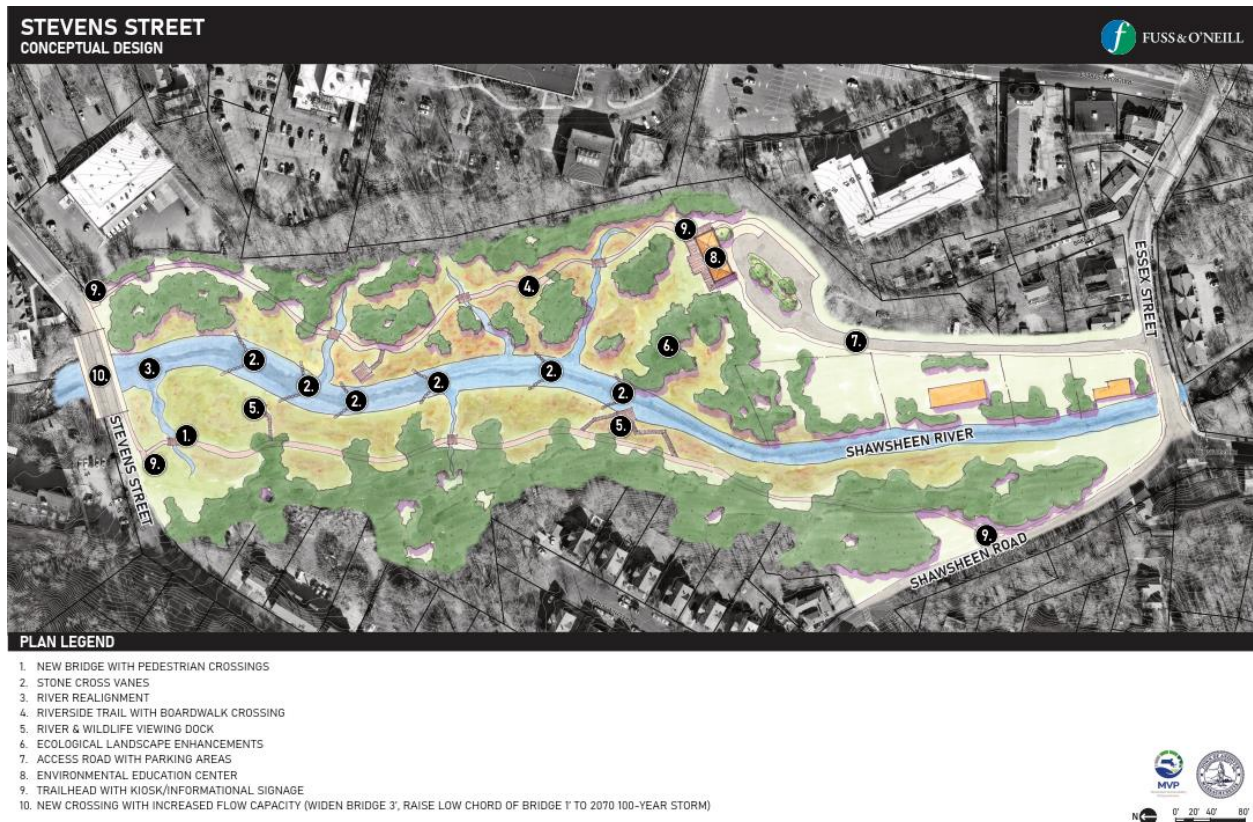 STEVENS STREET
CONCEPTUAL DESIGN
f FUSS & O'NEILL
ESSEX STREET
9.
8.
9.
4.
7.
6.
10.
3.
2.
2.
2.
2.
2.
2.
5.
5.
1.
9.
SHAWSHEEN RIVER
STEVENS STREET
9.
SHAWSHEEN ROAD
PLAN LEGEND
1. NEW BRIDGE WITH PEDESTRIAN CROSSINGS
2. STONE CROSS VANES
3. RIVER REALIGNMENT
4. RIVERSIDE TRAIL WITH BOARDWALK CROSSING
5. RIVER & WILDLIFE VIEWING DOCK
6. ECOLOGICAL LANDSCAPE ENHANCEMENTS
7. ACCESS ROAD WITH PARKING AREAS
8. ENVIRONMENTAL EDUCATION CENTER
9. TRAILHEAD WITH KIOSK/INFORMATIONAL SIGNAGE
10. NEW CROSSING WITH INCREASED FLOW CAPACITY (WIDEN BRIDGE 3', RAISE LOW CHORD OF BRIDGE 1' TO 2070 100-YEAR STORM)
MVP
N 0' 20' 40' 80'